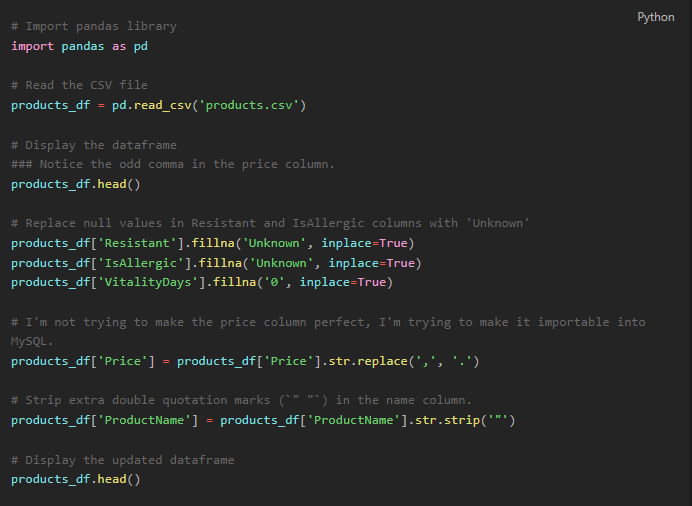 Python
# Import pandas library
import pandas as pd
# Read the CSV file
products_df = pd.read_csv('products.csv')
# Display the dataframe
### Notice the odd comma in the price column.
products_df.head()
# Replace null values in Resistant and IsAllergic columns with 'Unknown'
products_df['Resistant'].fillna('Unknown', inplace=True)
products_df['IsAllergic'].fillna('Unknown', inplace=True)
products_df['VitalityDays'].fillna('0', inplace=True)
# I'm not trying to make the price column perfect, I'm trying to make it importable into
MySQL.
products_df['Price'] = products_df['Price'].str.replace(',', '.')
# Strip extra double quotation marks (`" "`) in the name column.
products_df['ProductName'] = products_df['ProductName'].str.strip('"')
# Display the updated dataframe
products_df.head()